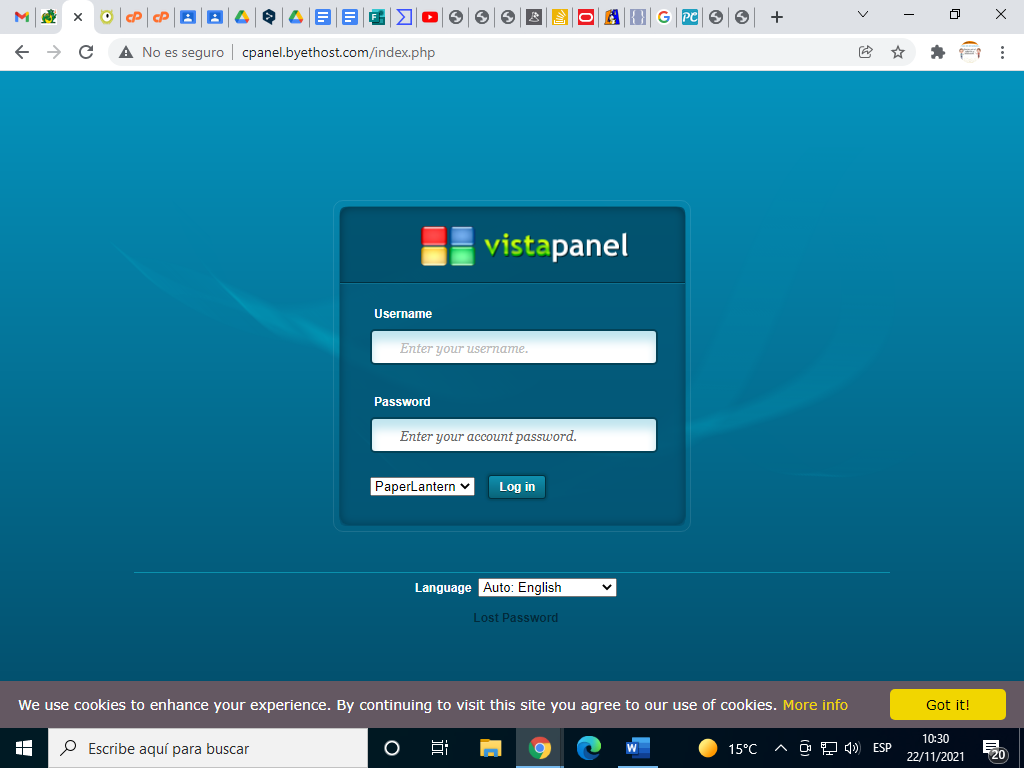 No es seguro
cpanel.byethost.com/index.php
vistapanel
Username
Enter your username.
Password
Enter your account password.
PaperLantern
Log in
Language
Auto: English
Lost Password
We use cookies to enhance your experience. By continuing to visit this site you agree to our use of cookies. More info
Got it!
Escribe aquí para buscar
15°C
ESP
10:30
22/11/2021
20